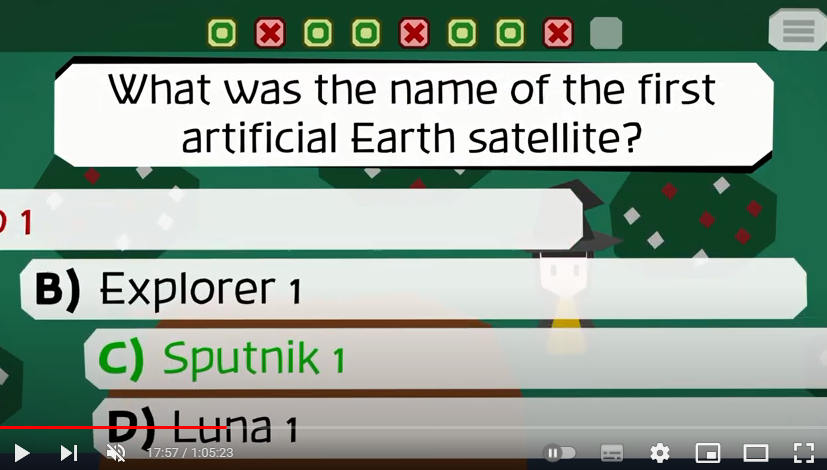 What was the name of the first
artificial Earth satellite?
1
B) Explorer 1
C) Sputnik 1
D) Luna 1
17:57 / 1:05:23